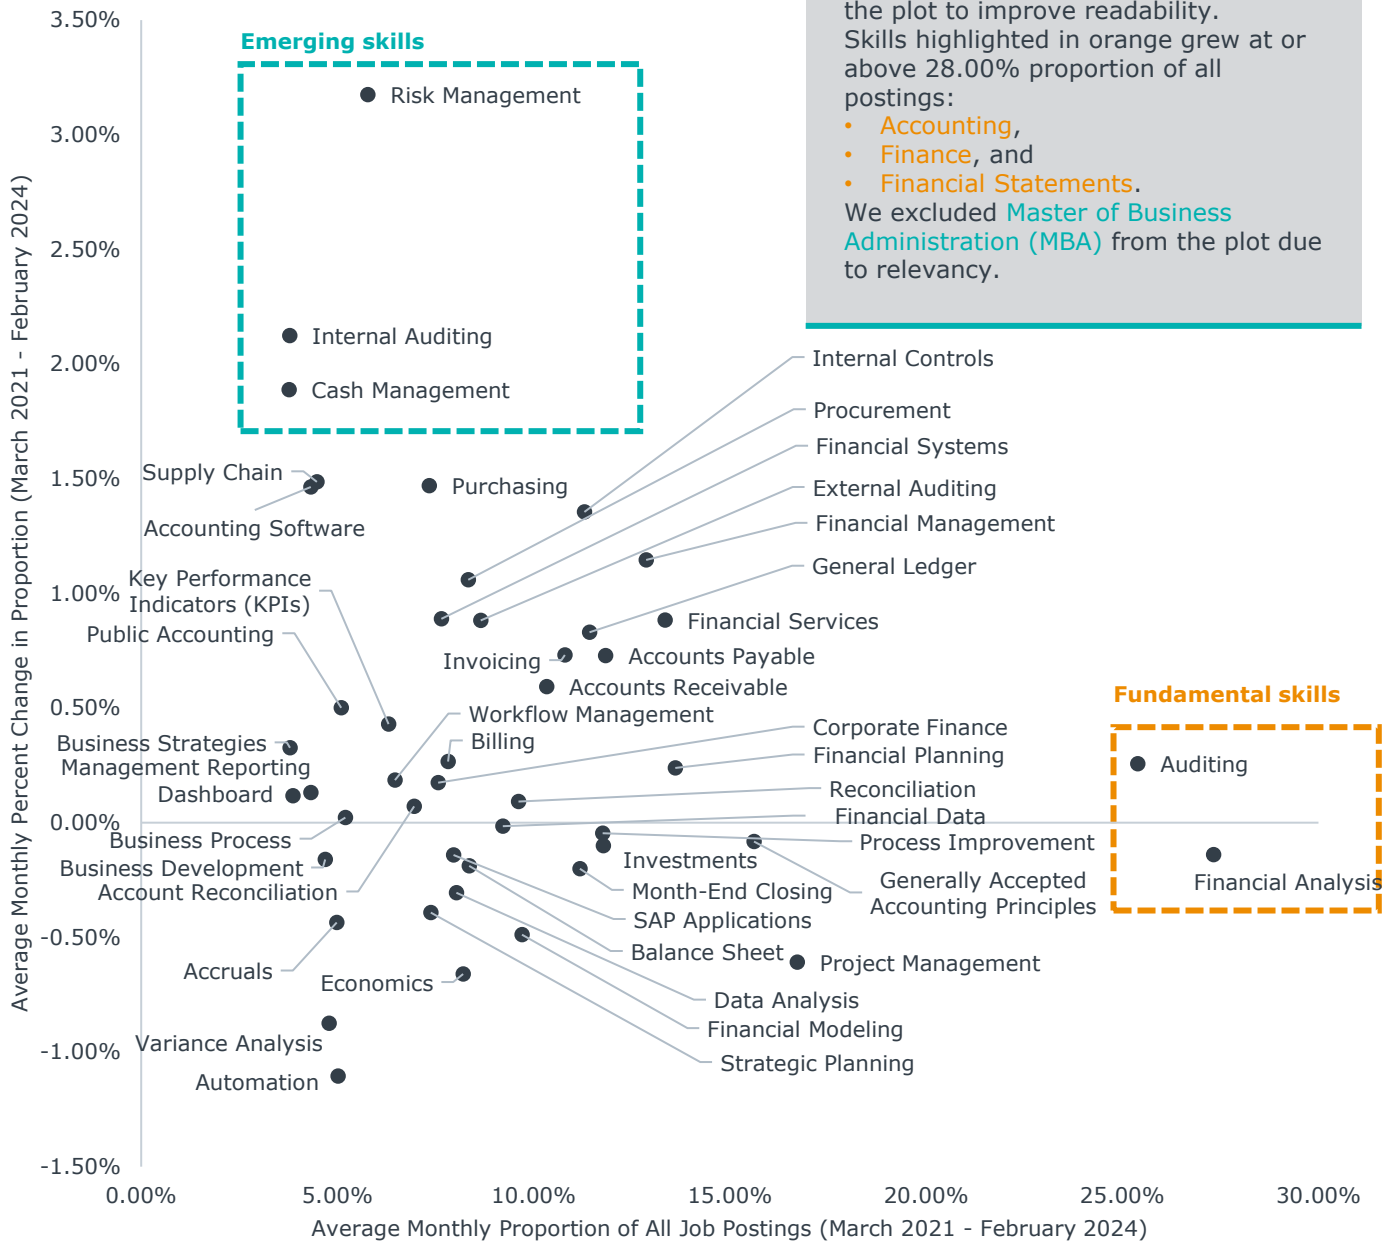 the plot to improve readability.
Skills highlighted in orange grew at or
above 28.00% proportion of all
postings:
• Accounting,
• Finance, and
• Financial Statements.
We excluded Master of Business
Administration (MBA) from the plot due
to relevancy.
Average Monthly Percent Change in Proportion (March 2021 - February 2024)
3.50%
3.00%
2.50%
2.00%
1.50%
1.00%
0.50%
0.00%
-0.50%
-1.00%
-1.50%
Emerging skills
Risk Management
Internal Auditing
Cash Management
Internal Controls
Procurement
Financial Systems
Supply Chain
Purchasing
External Auditing
Accounting Software
Financial Management
General Ledger
Key Performance
Indicators (KPIs)
Public Accounting
Financial Services
Invoicing
Accounts Payable
Accounts Receivable
Fundamental skills
Workflow Management
Corporate Finance
Business Strategies
Billing
Financial Planning
Auditing
Management Reporting
Dashboard
Reconciliation
Financial Data
Business Process
Process Improvement
Business Development
Investments
Generally Accepted
Accounting Principles
Financial Analysis
Account Reconciliation
Month-End Closing
SAP Applications
Balance Sheet
Accruals
Economics
Project Management
Data Analysis
Financial Modeling
Variance Analysis
Strategic Planning
Automation
0.00%
5.00%
10.00%
15.00%
20.00%
25.00%
30.00%
Average Monthly Proportion of All Job Postings (March 2021 - February 2024)